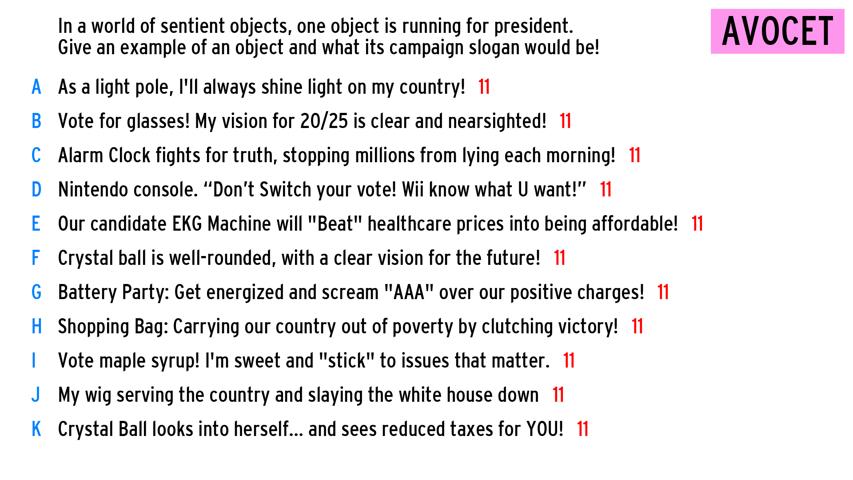 In a world of sentient objects, one object is running for president.
Give an example of an object and what its campaign slogan would be!
AVOCET
A As a light pole, I'll always shine light on my country! 11
B Vote for glasses! My vision for 20/25 is clear and nearsighted! 11
C Alarm Clock fights for truth, stopping millions from lying each morning! 11
D Nintendo console. “Don’t Switch your vote! Wii know what U want!” 11
E Our candidate EKG Machine will "Beat" healthcare prices into being affordable! 11
F Crystal ball is well-rounded, with a clear vision for the future! 11
G Battery Party: Get energized and scream "AAA" over our positive charges! 11
H Shopping Bag: Carrying our country out of poverty by clutching victory! 11
I Vote maple syrup! I'm sweet and "stick" to issues that matter. 11
J My wig serving the country and slaying the white house down 11
K Crystal Ball looks into herself... and sees reduced taxes for YOU! 11